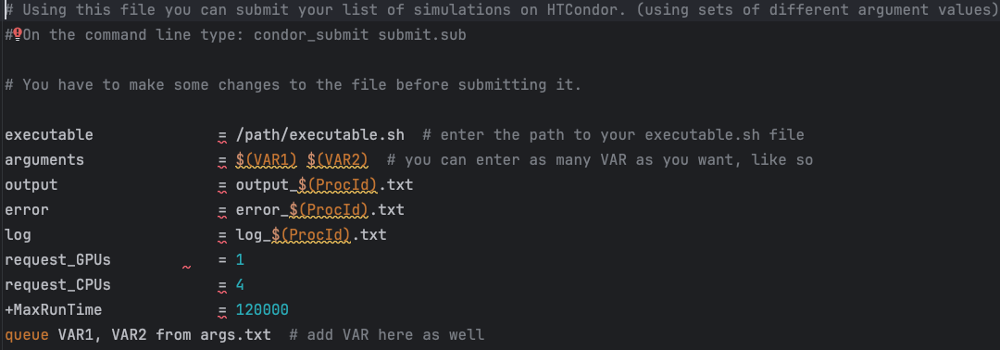 # Using this file you can submit your list of simulations on HTCondor. (using sets of different argument values)
# On the command line type: condor_submit submit.sub
# You have to make some changes to the file before submitting it.
executable = /path/executable.sh # enter the path to your executable.sh file
arguments = $(VAR1) $(VAR2) # you can enter as many VAR as you want, like so
output = output_$(ProcId).txt
error = error_$(ProcId).txt
log = log_$(ProcId).txt
request_GPUs = 1
request_CPUs = 4
+MaxRunTime = 120000
queue VAR1, VAR2 from args.txt # add VAR here as well